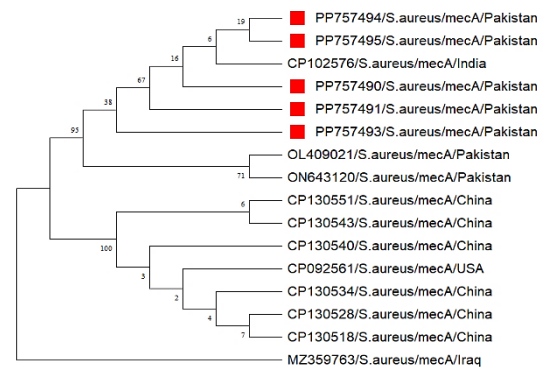 19
PP757494/S.aureus/mecA/Pakistan
6
PP757495/S.aureus/mecA/Pakistan
16
CP102576/S.aureus/mecA/India
67
PP757490/S.aureus/mecA/Pakistan
38
PP757491/S.aureus/mecA/Pakistan
95
PP757493/S.aureus/mecA/Pakistan
OL409021/S.aureus/mecA/Pakistan
71
ON643120/S.aureus/mecA/Pakistan
CP130551/S.aureus/mecA/China
6
CP130543/S.aureus/mecA/China
100
CP130540/S.aureus/mecA/China
3
CP092561/S.aureus/mecA/USA
2
CP130534/S.aureus/mecA/China
4
CP130528/S.aureus/mecA/China
7
CP130518/S.aureus/mecA/China
MZ359763/S.aureus/mecA/Iraq